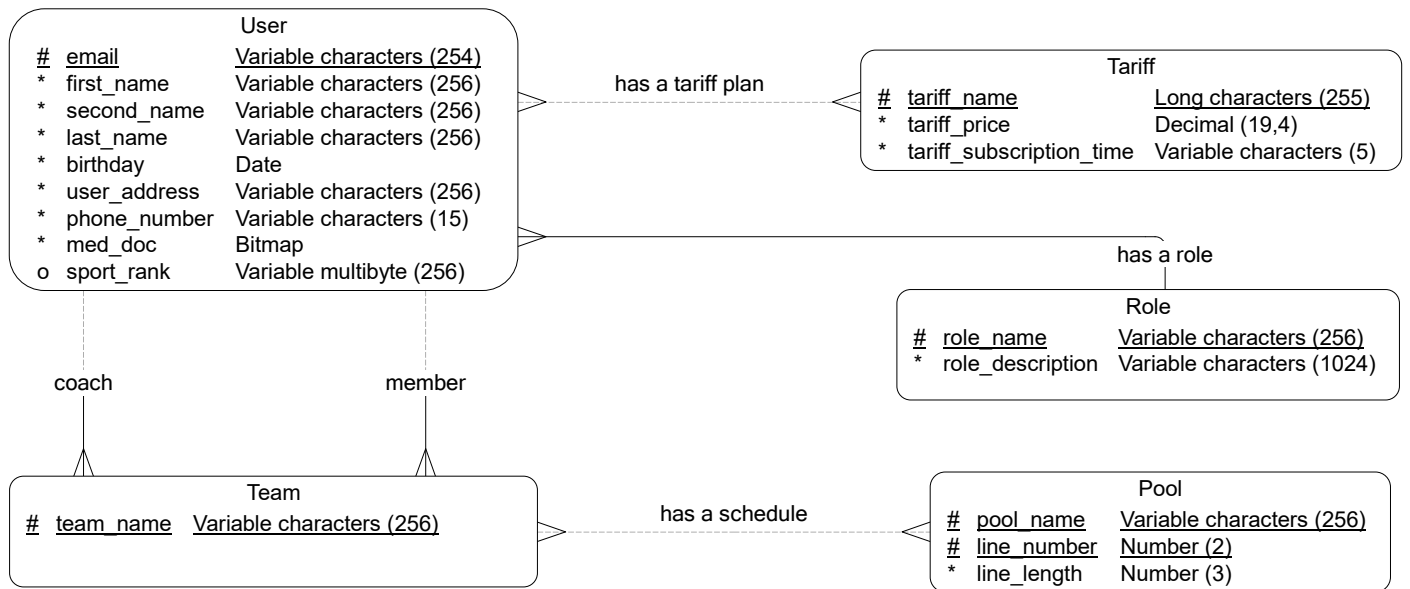 User
# email Variable characters (254)
* first_name Variable characters (256)
* second_name Variable characters (256)
* last_name Variable characters (256)
* birthday Date
* user_address Variable characters (256)
* phone_number Variable characters (15)
* med_doc Bitmap
o sport_rank Variable multibyte (256)
has a tariff plan
Tariff
# tariff_name Long characters (255)
* tariff_price Decimal (19,4)
* tariff_subscription_time Variable characters (5)
has a role
Role
# role_name Variable characters (256)
* role_description Variable characters (1024)
coach
member
Team
# team_name Variable characters (256)
has a schedule
Pool
# pool_name Variable characters (256)
# line_number Number (2)
* line_length Number (3)